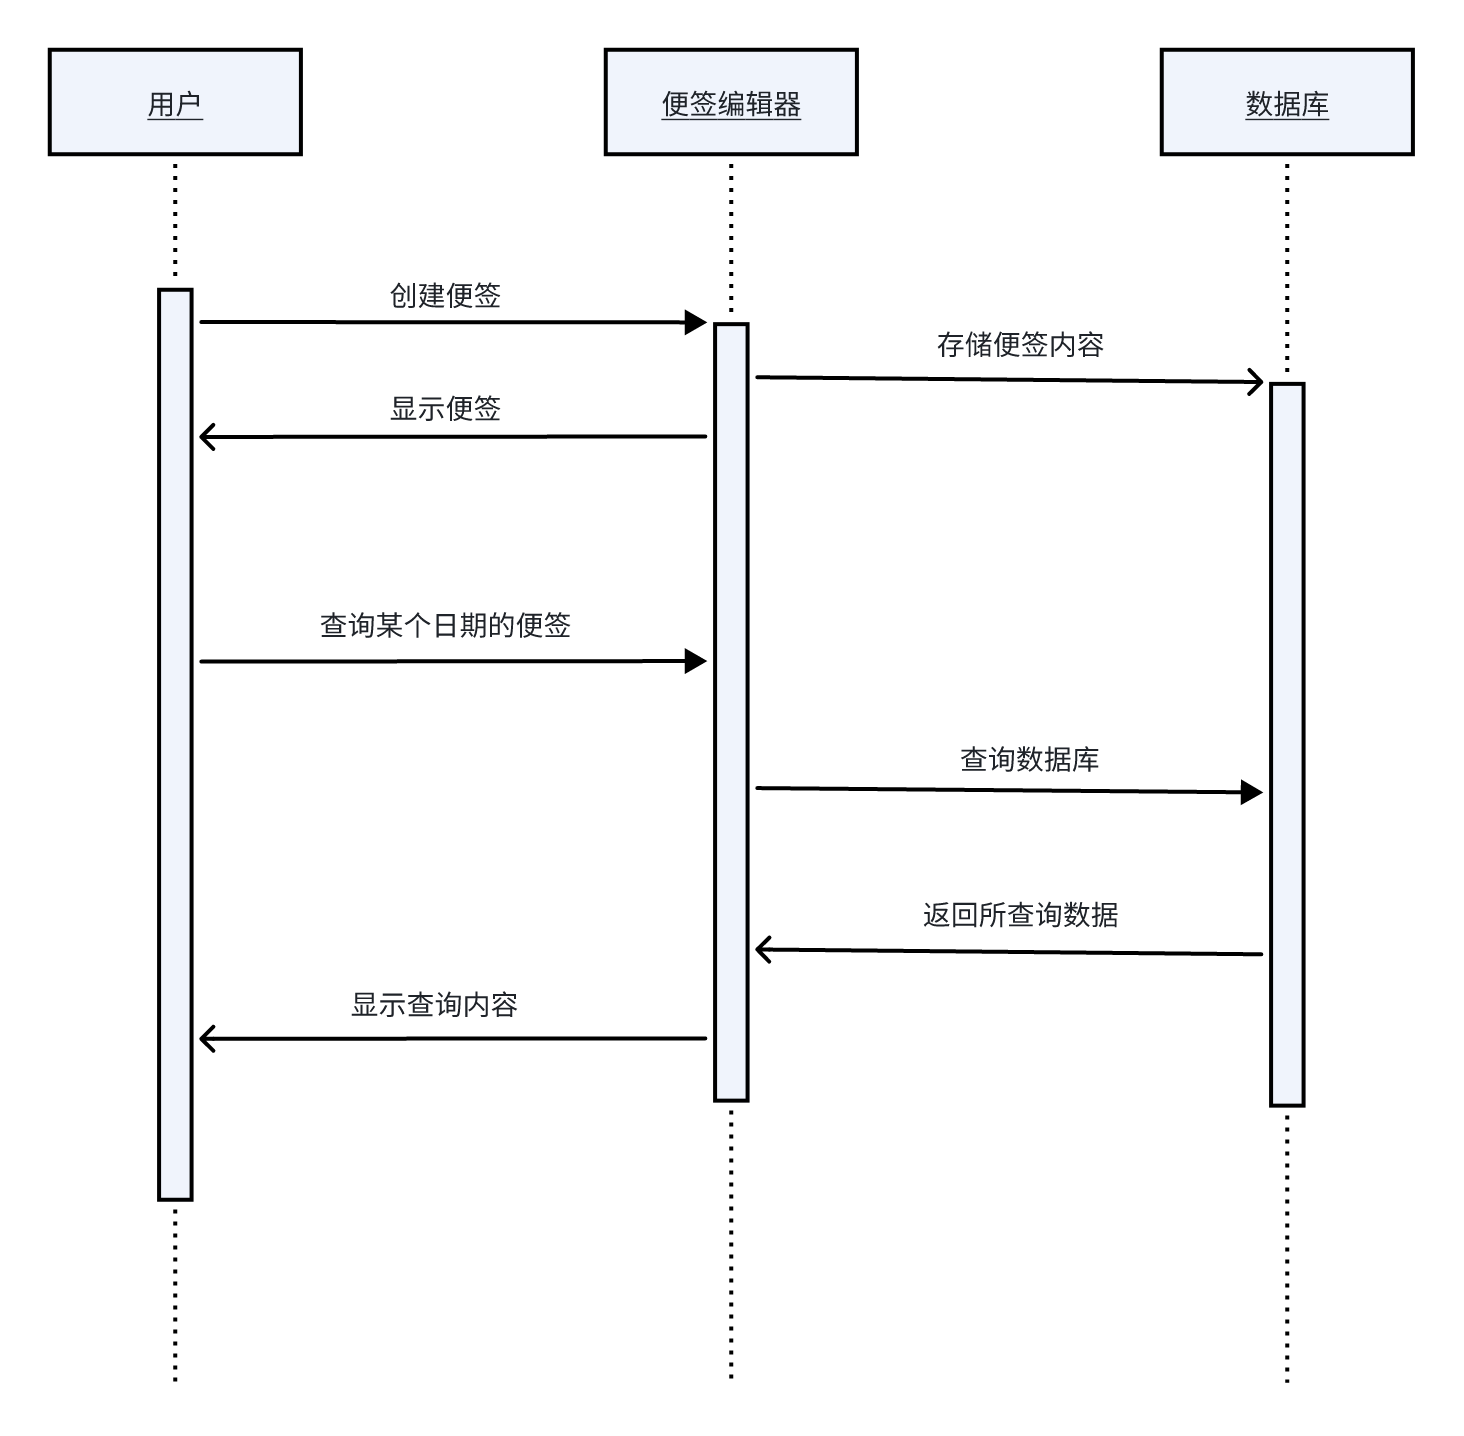 用户
便签编辑器
数据库
创建便签
存储便签内容
显示便签
查询某个日期的便签
查询数据库
返回所查询数据
显示查询内容